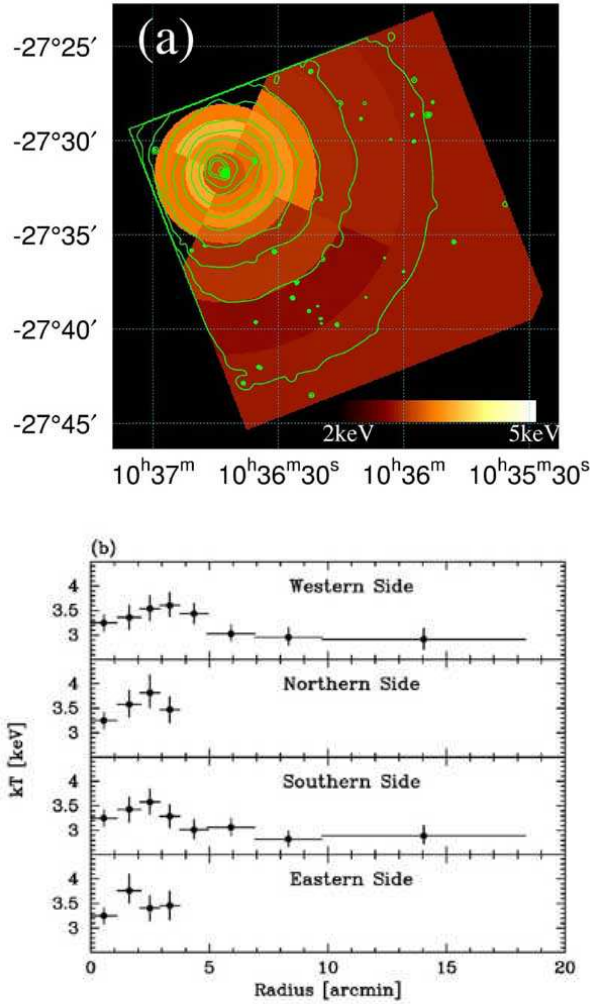 (a)
-27°25′
-27°30′
-27°35′
-27°40′
-27°45′
2keV 5keV
10ʰ37ᵐ 10ʰ36ᵐ30ˢ 10ʰ36ᵐ 10ʰ35ᵐ30ˢ
(b)
Western Side
4
3.5
3
Northern Side
4
3.5
3
Southern Side
4
3.5
3
Eastern Side
4
3.5
3
kT [keV]
0 5 10 15 20
Radius [arcmin]